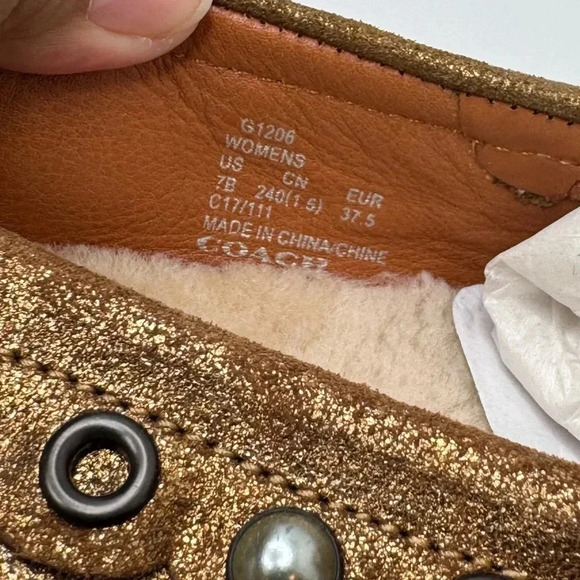 G1206
WOMENS
US CN EUR
7B 240(1.5) 37.5
C17/111
MADE IN CHINA/CHINE
COACH